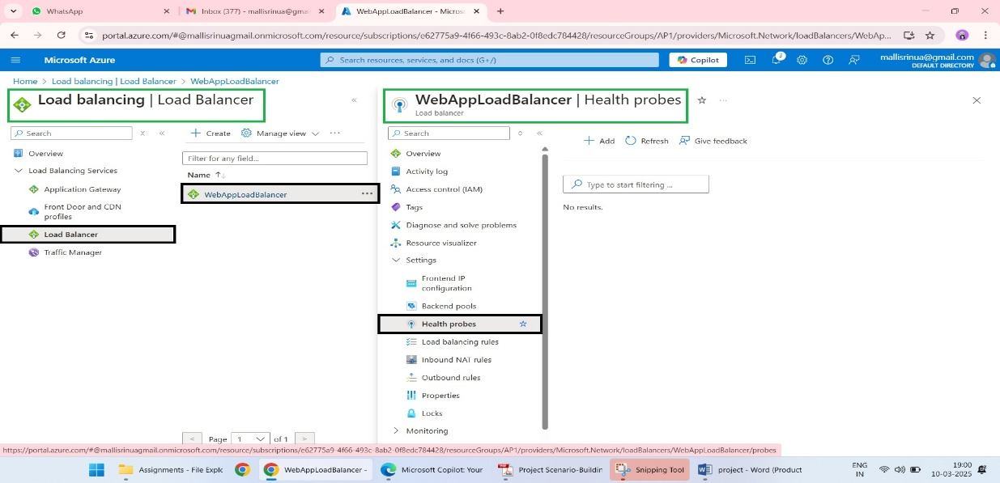 WhatsApp
Inbox (377) - mallisrinua@gmai
WebAppLoadBalancer - Micros
portal.azure.com/#@mallisrinuagmail.onmicrosoft.com/resource/subscriptions/e62775a9-4f66-493c-8ab2-0f8edc784428/resourceGroups/AP1/providers/Microsoft.Network/loadBalancers/WebAp...
Microsoft Azure
Search resources, services, and docs (G+/)
Copilot
3
mallisrinua@gmail.com
DEFAULT DIRECTORY
Home > Load balancing | Load Balancer > WebAppLoadBalancer
Load balancing | Load Balancer
Search
Overview
Load Balancing Services
Application Gateway
Front Door and CDN
profiles
Load Balancer
Traffic Manager
Create
Manage view
Filter for any field...
Name
WebAppLoadBalancer
Page 1 of 1
WebAppLoadBalancer | Health probes
Load balancer
Search
Overview
Activity log
Access control (IAM)
Tags
Diagnose and solve problems
Resource visualizer
Settings
Frontend IP
configuration
Backend pools
Health probes
Load balancing rules
Inbound NAT rules
Outbound rules
Properties
Locks
Monitoring
Add
Refresh
Give feedback
Type to start filtering ...
No results.
https://portal.azure.com/#@mallisrinuagmail.onmicrosoft.com/resource/subscriptions/e62775a9-4f66-493c-8ab2-0f8edc784428/resourceGroups/AP1/providers/Microsoft.Network/loadBalancers/WebAppLoadBalancer/probes
Assignments - File Explo
WebAppLoadBalancer -
Microsoft Copilot: Your
Project Scenario-Buildin
Snipping Tool
project - Word (Product
ENG
IN
19:00
10-03-2025